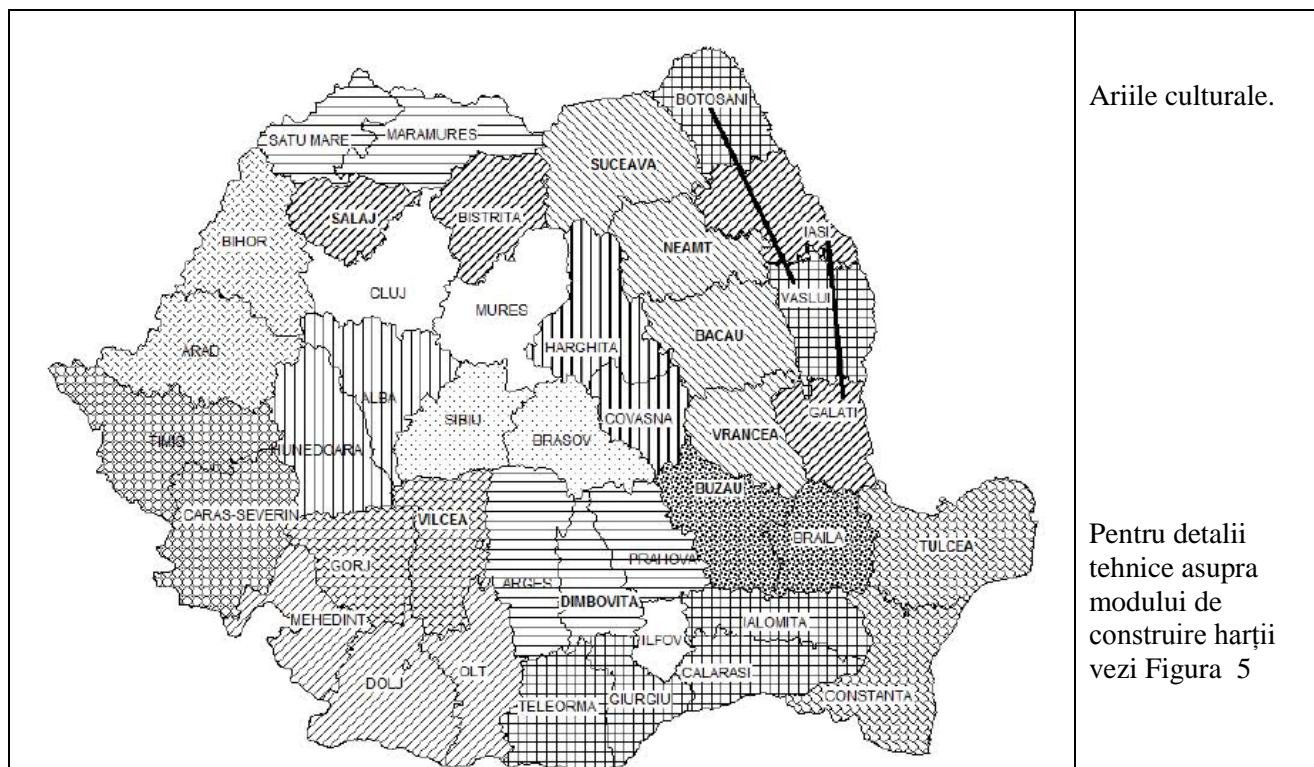 BOTOSANI
SATU MARE
MARAMURES
SUCEAVA
SALAJ
BISTRITA
IASI
BIHOR
NEAMT
CLUJ
VASLUI
MURES
BACAU
HARGHITA
ARAD
ALBA
SIBIU
COVASNA
GALATI
TIMIS
HUNEDOARA
BRASOV
VRANCEA
BUZAU
CARAS-SEVERIN
VILCEA
BRAILA
TULCEA
GORJ
PRAHOVA
ARGES
DIMBOVITA
MEHEDINT
IALOMITA
ILFOV
OLT
DOLJ
CALARASI
TELEORMA
GIURGIU
CONSTANTA
Ariile culturale.
Pentru detalii
tehnice asupra
modului de
construire harții
vezi Figura 5